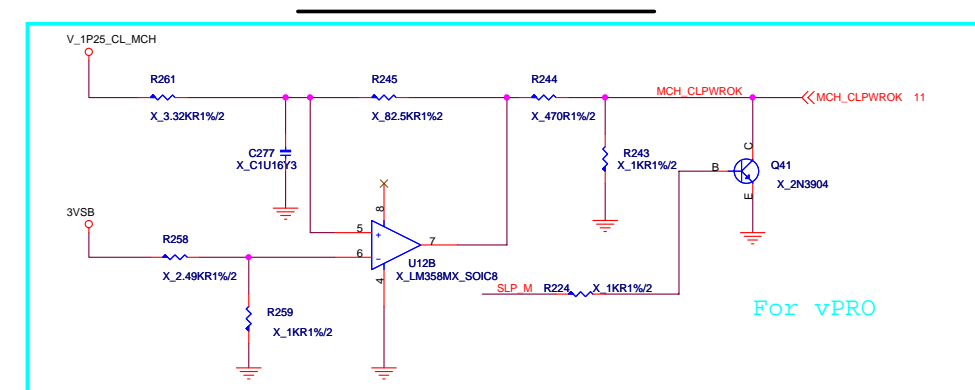 V_1P25_CL_MCH
R261
R245
R244
MCH_CLPWROK
MCH_CLPWROK 11
X_3.32KR1%/2
X_82.5KR1%2
X_470R1%/2
C277
X_C1U16Y3
R243
X_1KR1%/2
C
B
Q41
X_2N3904
E
3VSB
8
5
+
7
R258
6
-
U12B
X_LM358MX_SOIC8
X_2.49KR1%/2
4
SLP_M
R224
X_1KR1%/2
R259
X_1KR1%/2
For vPRO